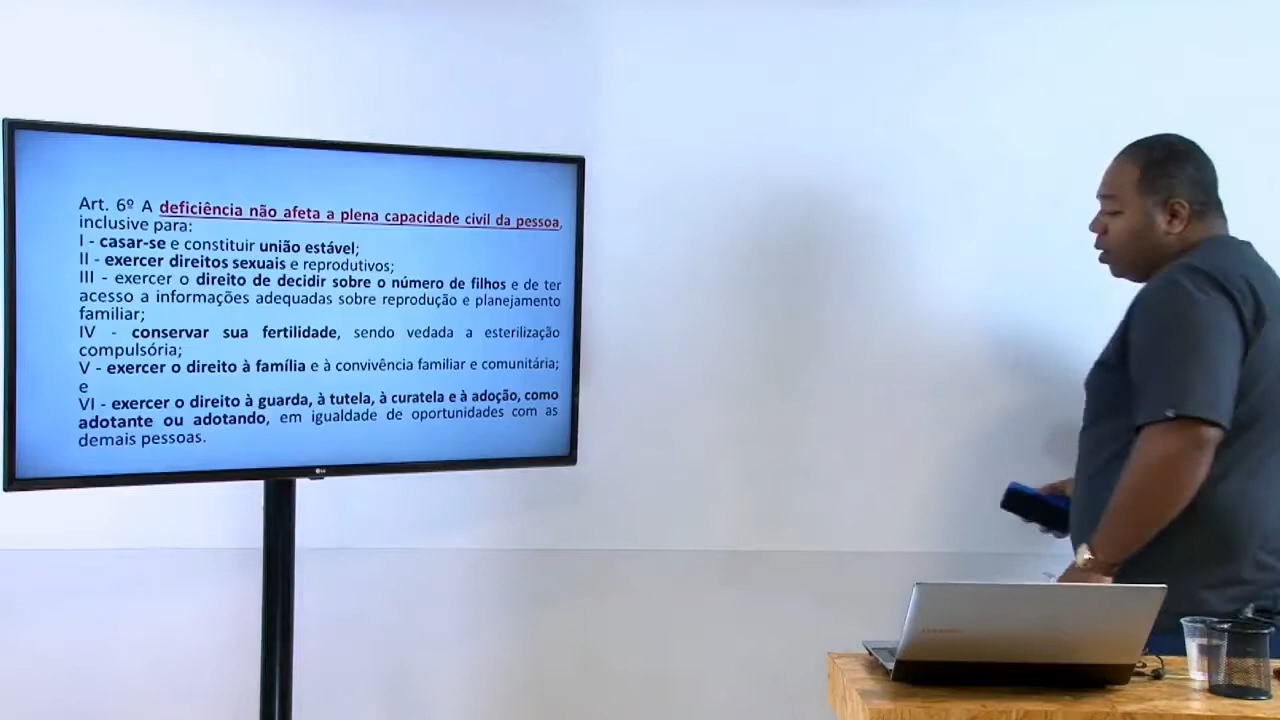 Art. 6º A deficiência não afeta a plena capacidade civil da pessoa,
inclusive para:
I - casar-se e constituir união estável;
II - exercer direitos sexuais e reprodutivos;
III - exercer o direito de decidir sobre o número de filhos e de ter
acesso a informações adequadas sobre reprodução e planejamento
familiar;
IV - conservar sua fertilidade, sendo vedada a esterilização
compulsória;
V - exercer o direito à família e à convivência familiar e comunitária;
e
VI - exercer o direito à guarda, à tutela, à curatela e à adoção, como
adotante ou adotando, em igualdade de oportunidades com as
demais pessoas.
LG